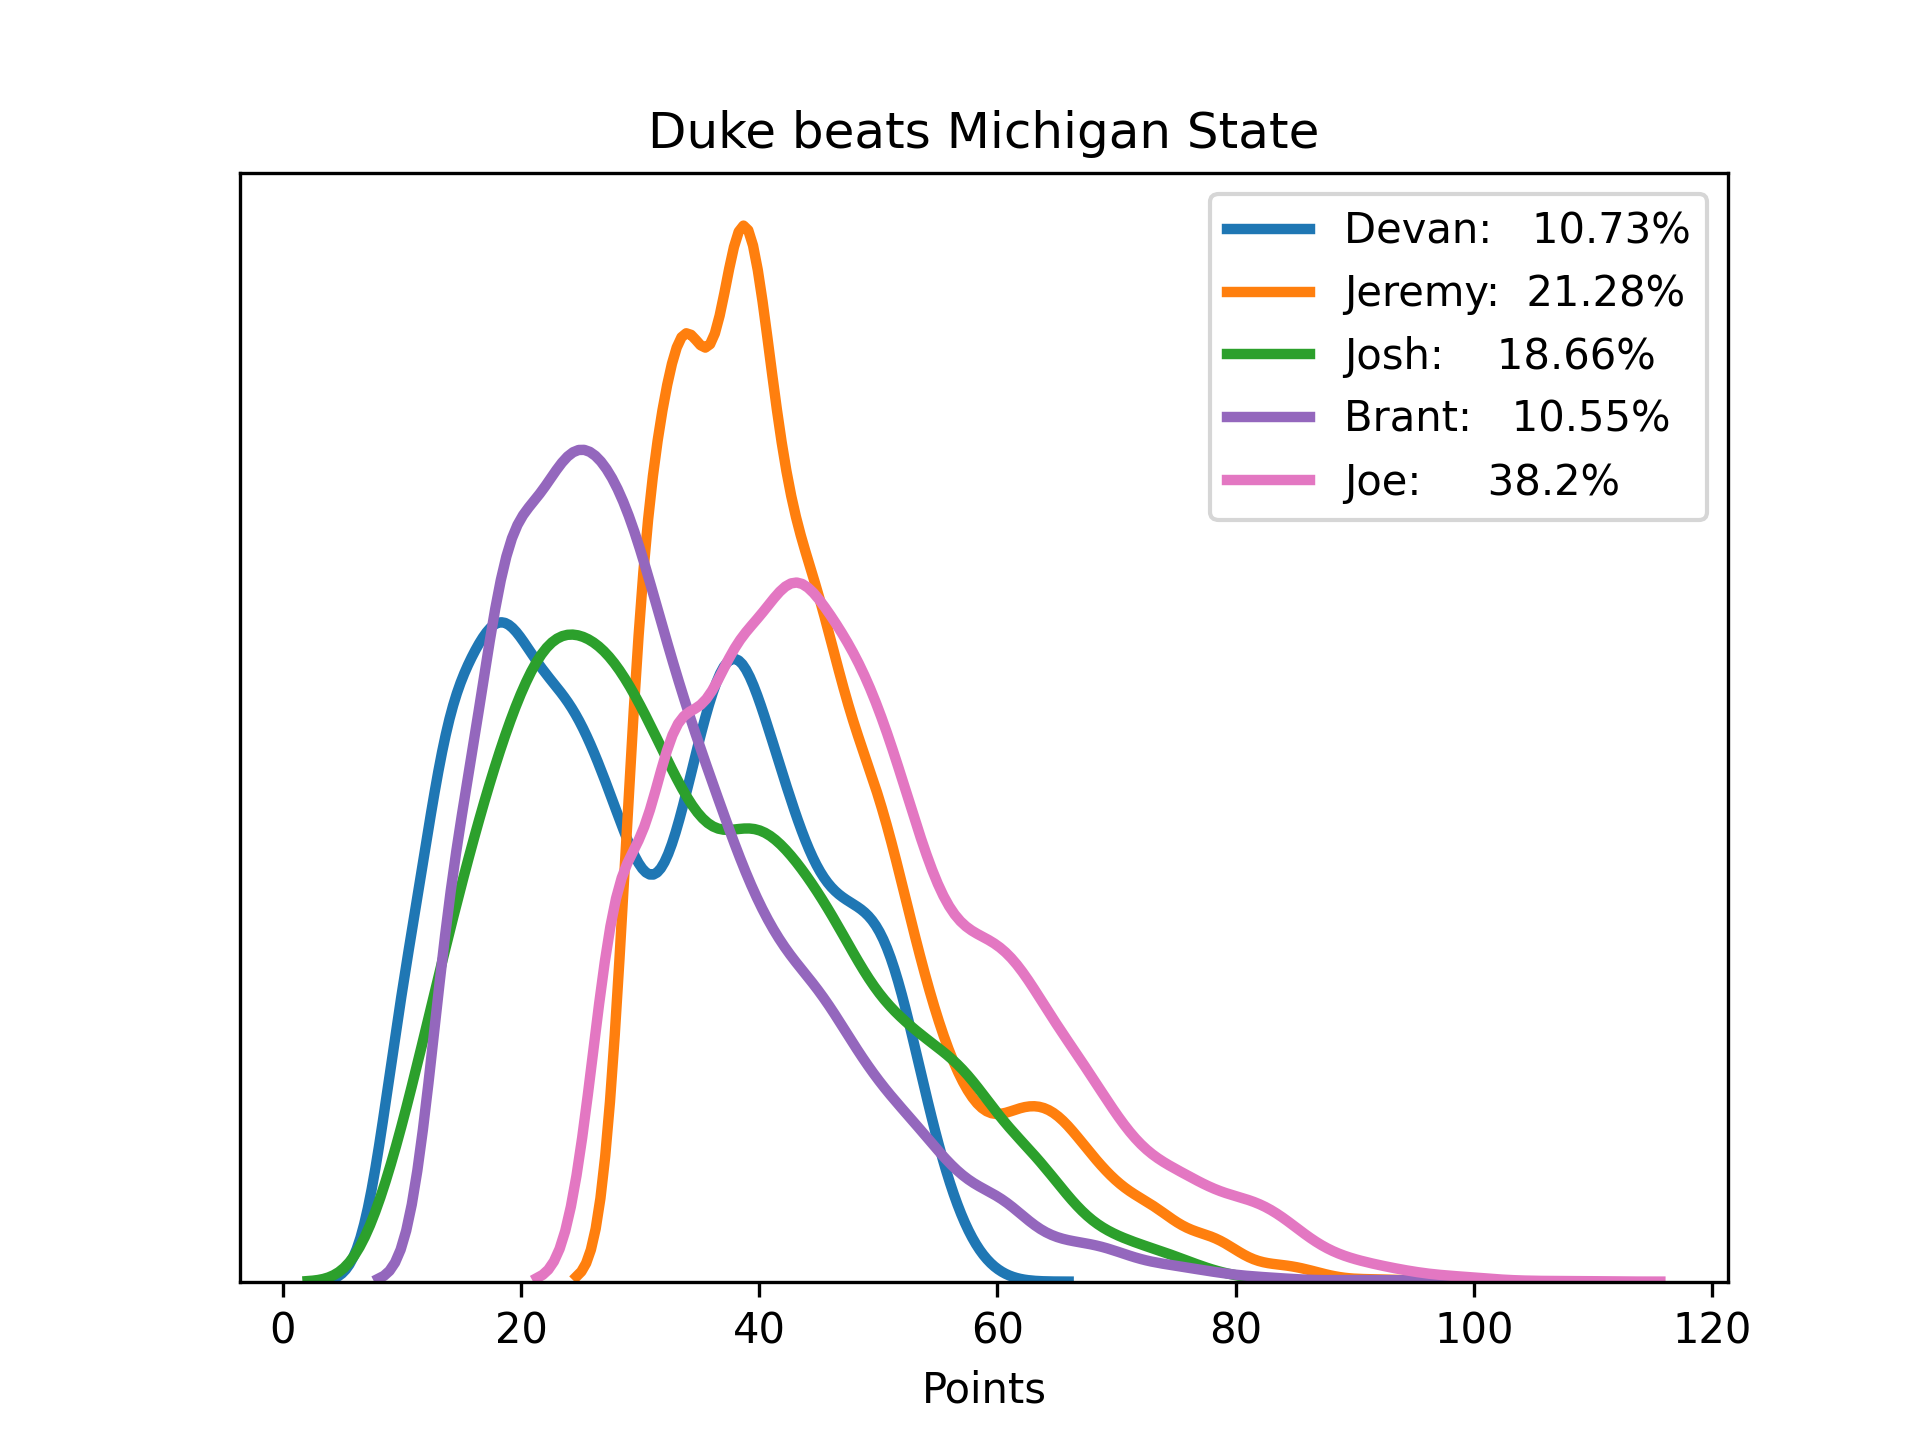 Duke beats Michigan State
Devan: 10.73%
Jeremy: 21.28%
Josh: 18.66%
Brant: 10.55%
Joe: 38.2%
0 20 40 60 80 100 120
Points